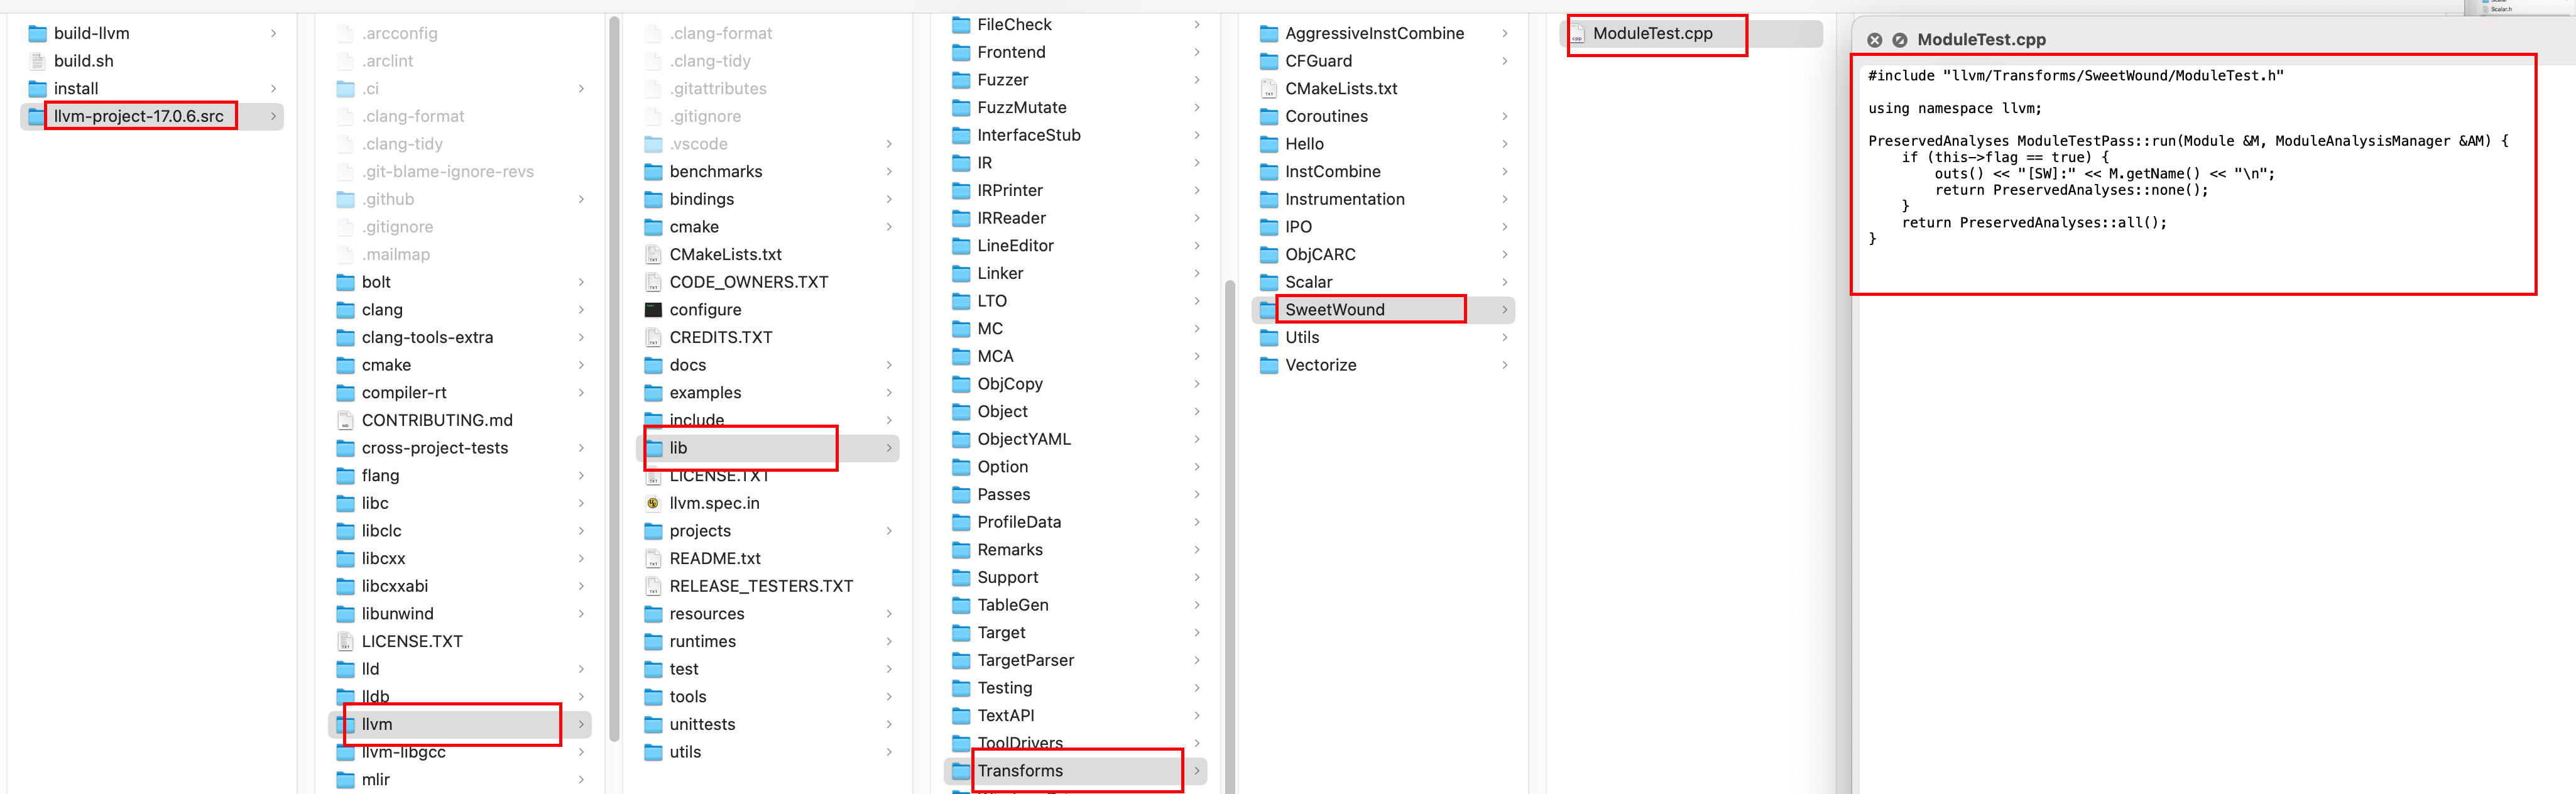 build-llvm
build.sh
install
llvm-project-17.0.6.src
.arcconfig
.arclint
.ci
.clang-format
.clang-tidy
.git-blame-ignore-revs
.github
.gitignore
.mailmap
bolt
clang
clang-tools-extra
cmake
compiler-rt
CONTRIBUTING.md
cross-project-tests
flang
libc
libclc
libcxx
libcxxabi
libunwind
LICENSE.TXT
lld
lldb
llvm
llvm-libgcc
mlir
.clang-format
.clang-tidy
.gitattributes
.gitignore
.vscode
benchmarks
bindings
cmake
CMakeLists.txt
CODE_OWNERS.TXT
configure
CREDITS.TXT
docs
examples
include
lib
LICENSE.TXT
llvm.spec.in
projects
README.txt
RELEASE_TESTERS.TXT
resources
runtimes
test
tools
unittests
utils
FileCheck
Frontend
Fuzzer
FuzzMutate
InterfaceStub
IR
IRPrinter
IRReader
LineEditor
Linker
LTO
MC
MCA
ObjCopy
Object
ObjectYAML
Option
Passes
ProfileData
Remarks
Support
TableGen
Target
TargetParser
Testing
TextAPI
ToolDrivers
Transforms
AggressiveInstCombine
CFGuard
CMakeLists.txt
Coroutines
Hello
InstCombine
Instrumentation
IPO
ObjCARC
Scalar
SweetWound
Utils
Vectorize
ModuleTest.cpp
Scalar.h
ModuleTest.cpp
#include "llvm/Transforms/SweetWound/ModuleTest.h"
using namespace llvm;
PreservedAnalyses ModuleTestPass::run(Module &M, ModuleAnalysisManager &AM) {
    if (this->flag == true) {
        outs() << "[SW]:" << M.getName() << "\n";
        return PreservedAnalyses::none();
    }
    return PreservedAnalyses::all();
}